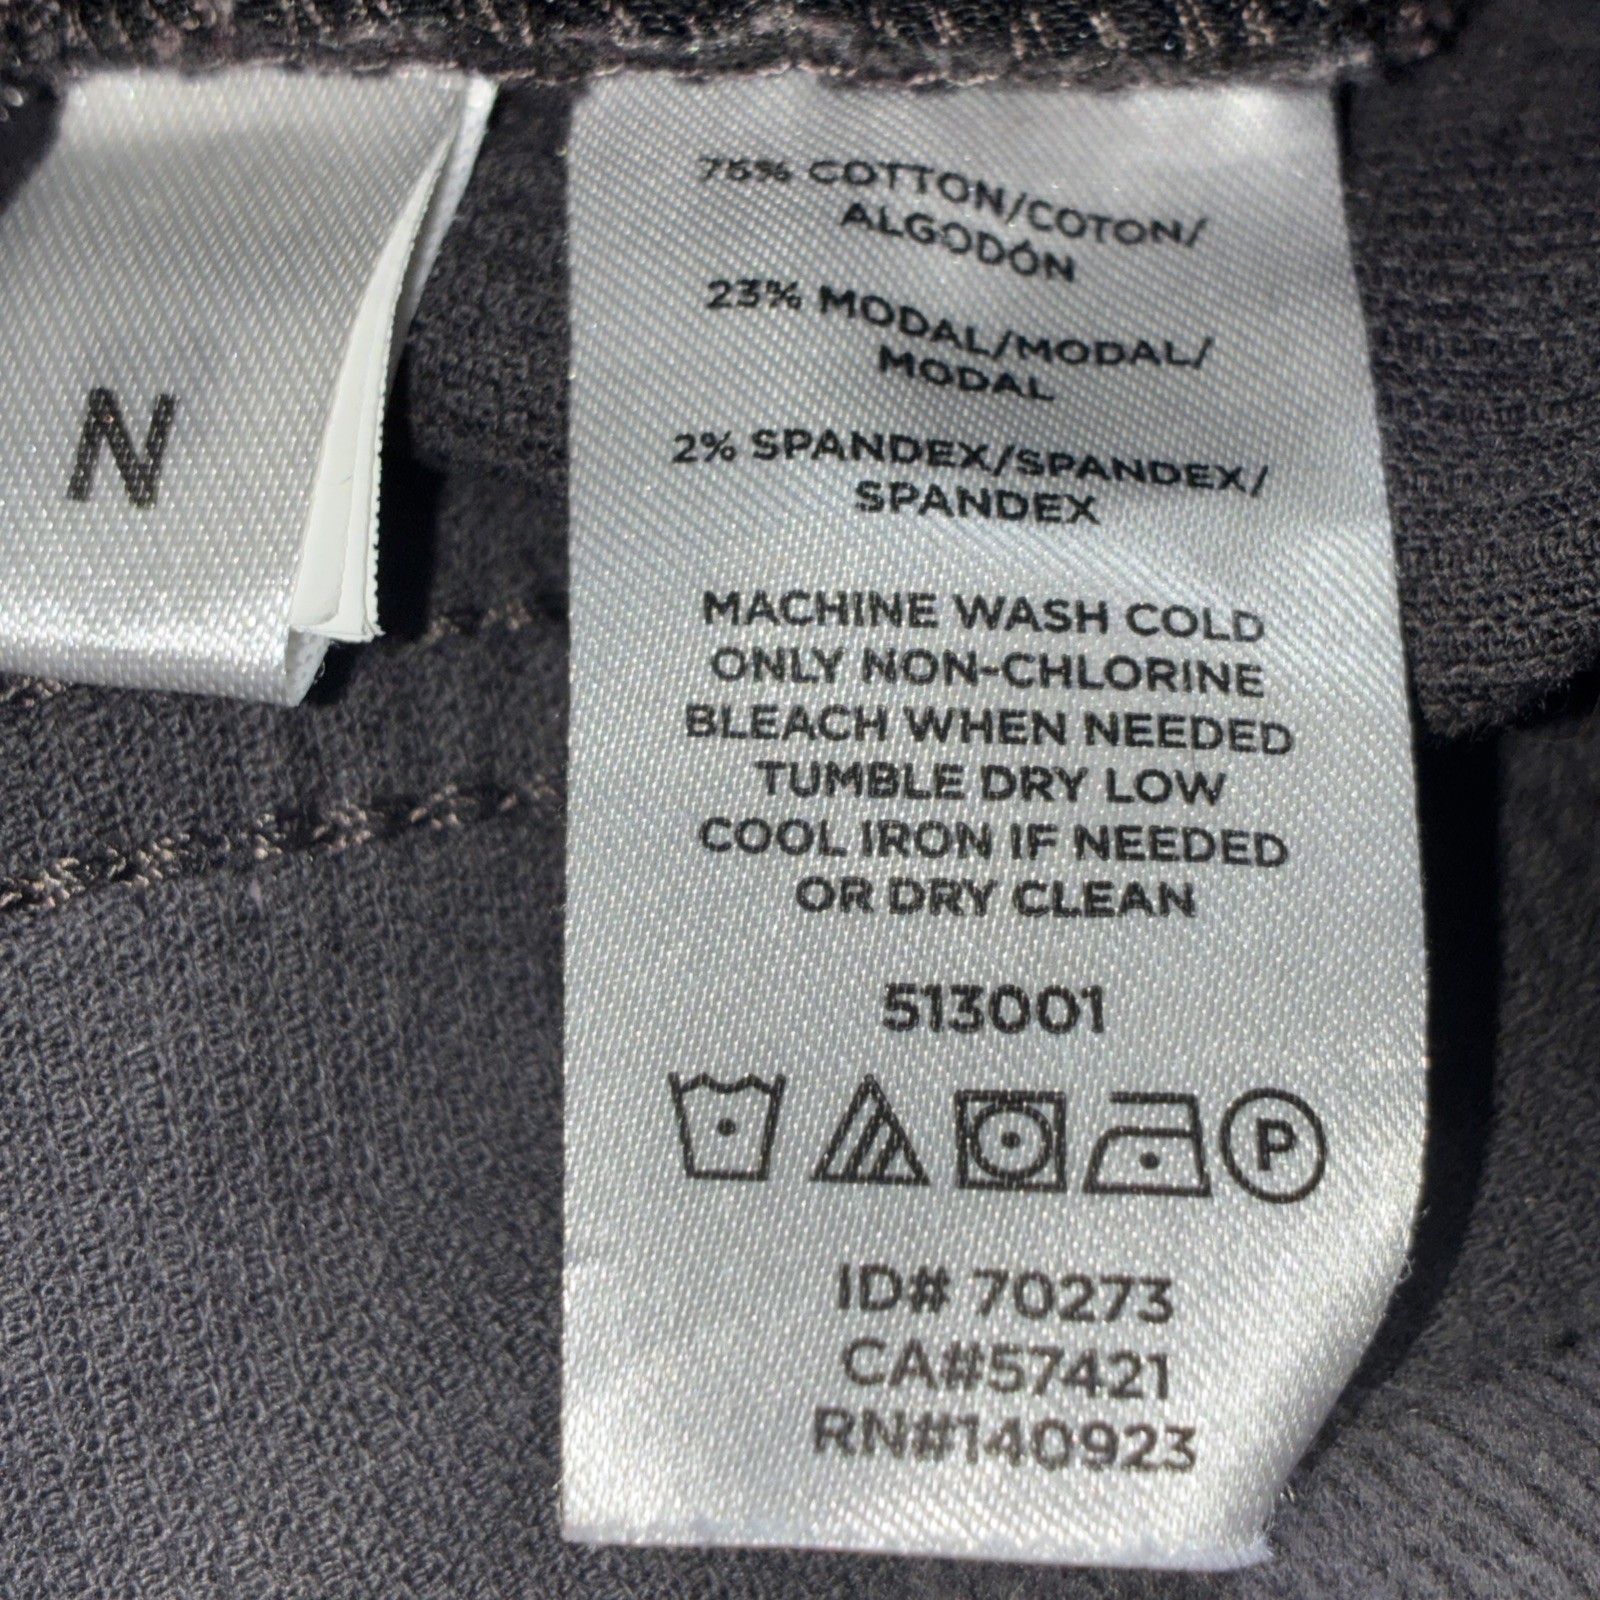 N
75% COTTON/COTON/
ALGODÓN
23% MODAL/MODAL/
MODAL
2% SPANDEX/SPANDEX/
SPANDEX
MACHINE WASH COLD
ONLY NON-CHLORINE
BLEACH WHEN NEEDED
TUMBLE DRY LOW
COOL IRON IF NEEDED
OR DRY CLEAN
513001
P
ID# 70273
CA#57421
RN#140923